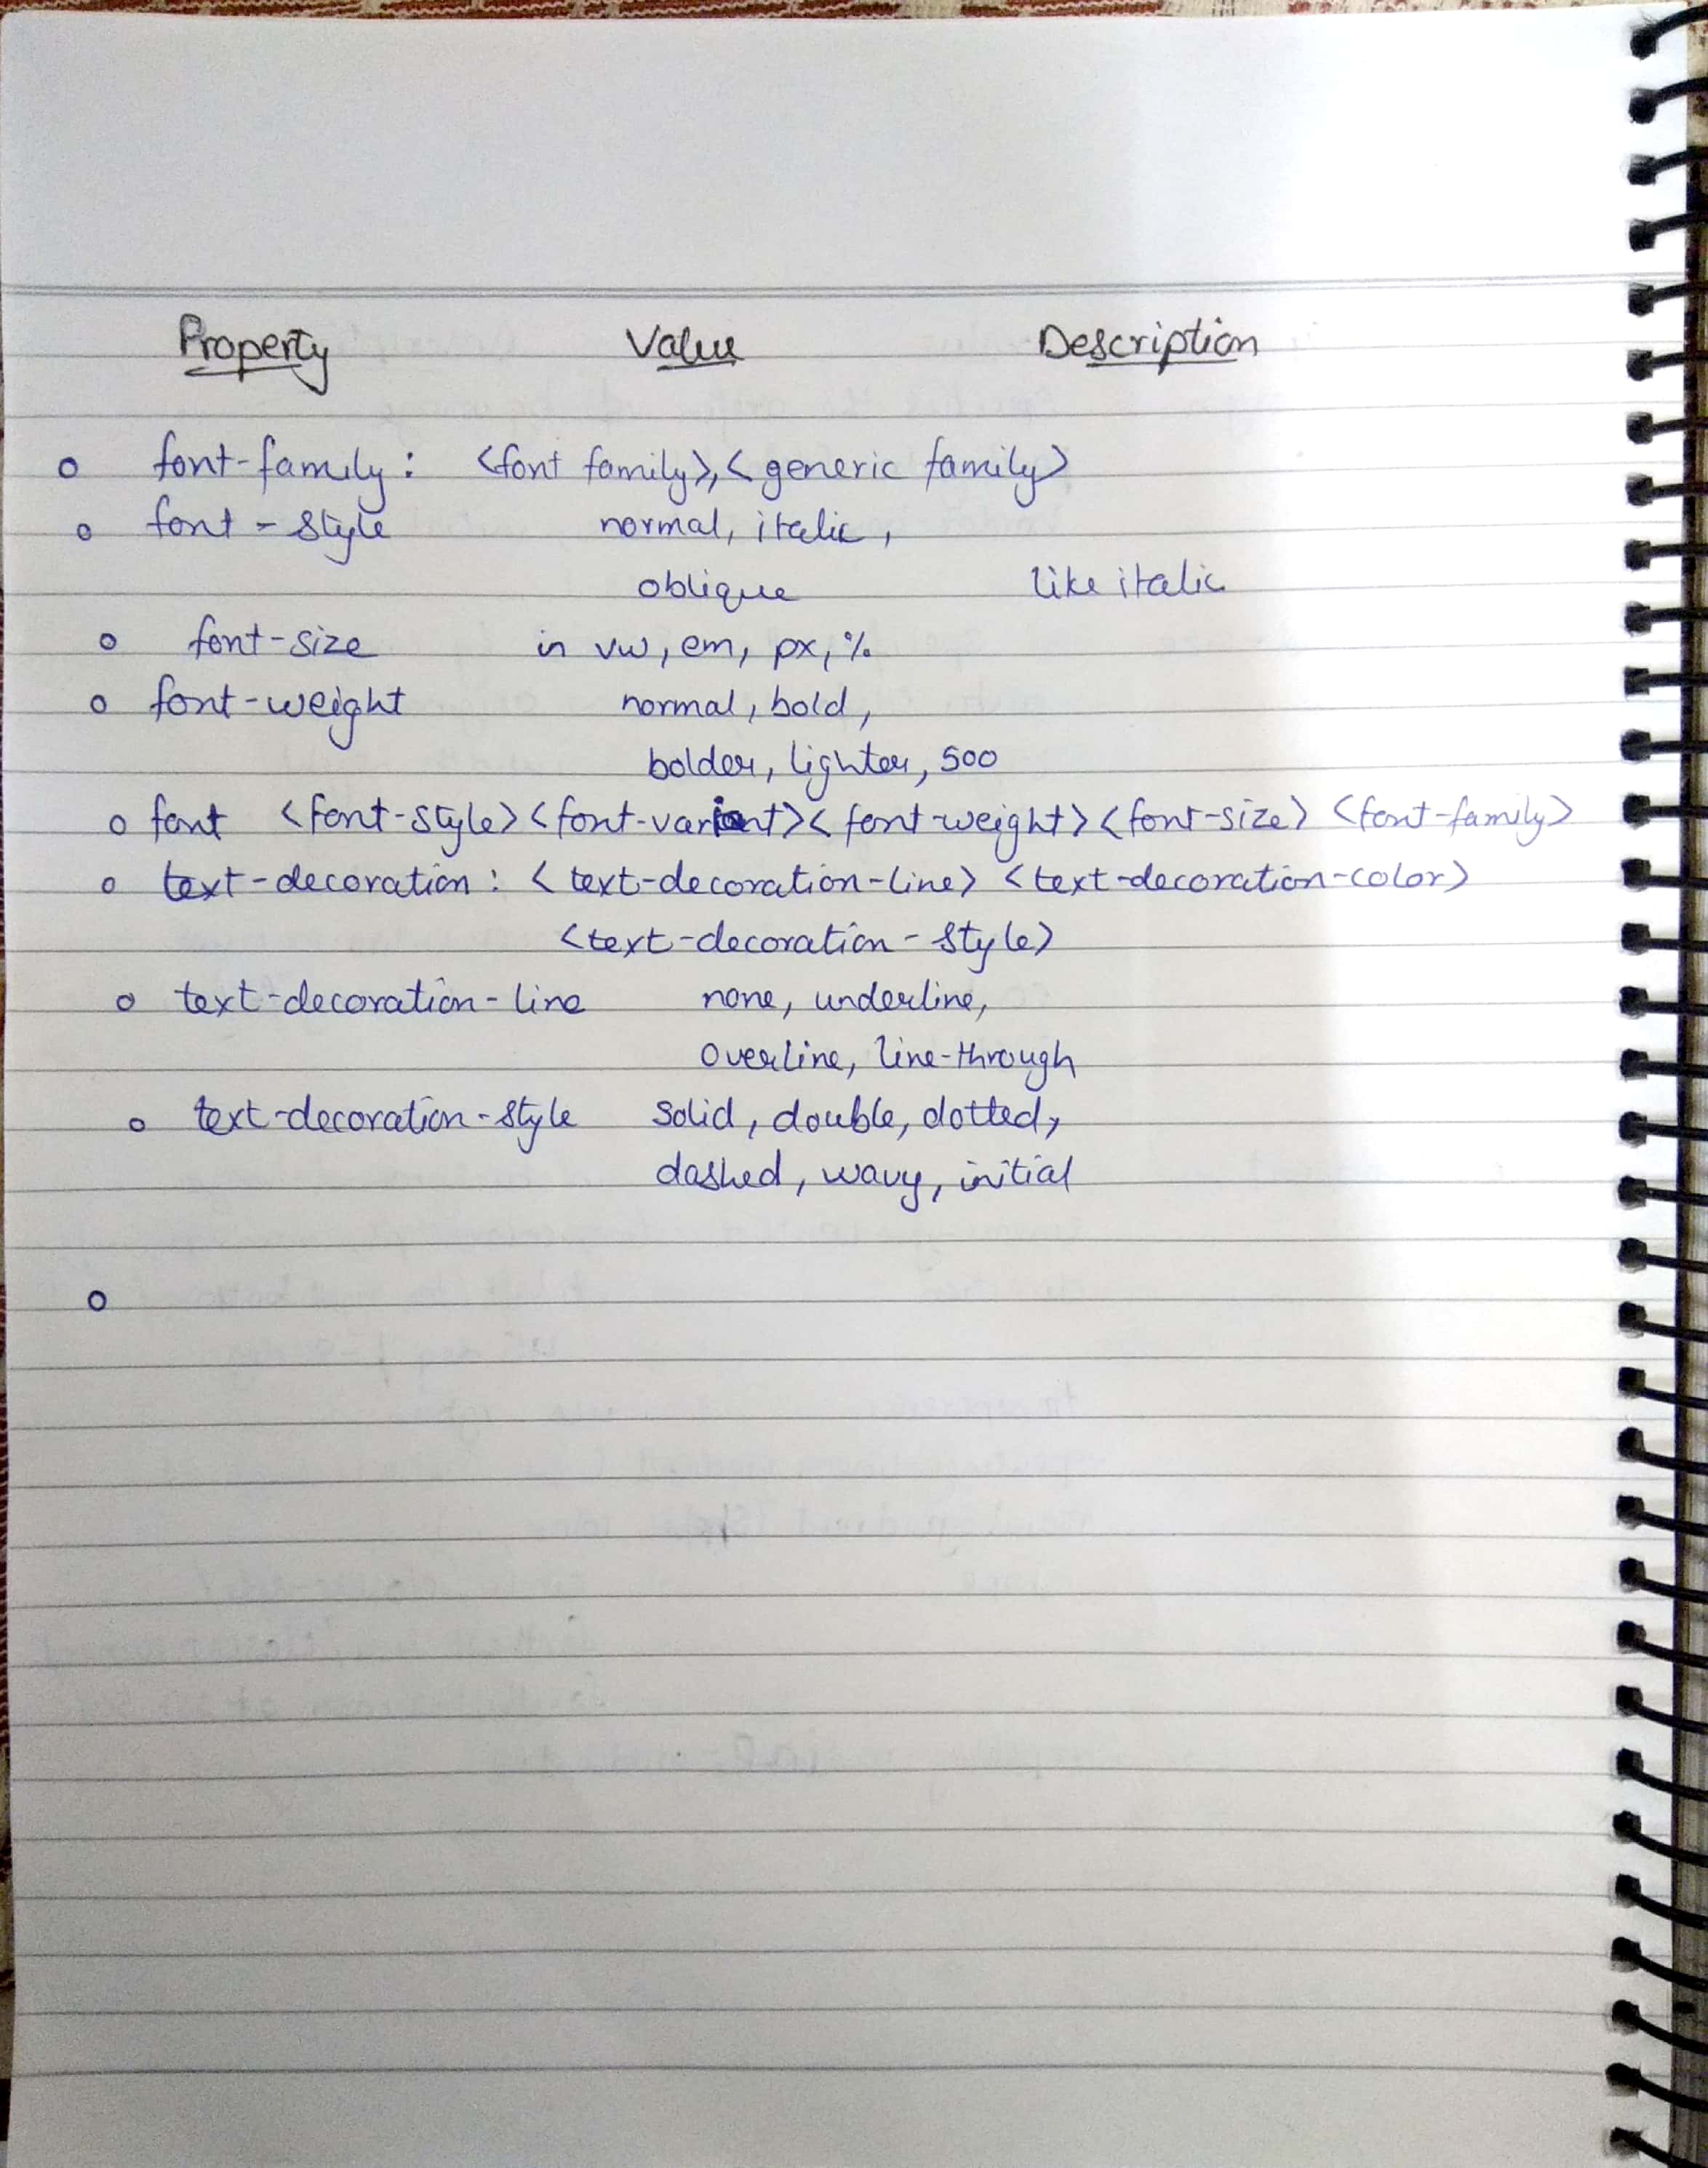 Property Value Description
o font-family: <font family>, <generic family>
o font-style normal, italic,
oblique like italic
o font-size in vw, em, px, %
o font-weight normal, bold,
bolder, lighter, 500
o font <font-style> <font-variant> <font-weight> <font-size> <font-family>
o text-decoration: <text-decoration-line> <text-decoration-color>
<text-decoration-style>
o text-decoration-line none, underline,
overline, line-through
o text-decoration-style solid, double, dotted,
dashed, wavy, initial
o